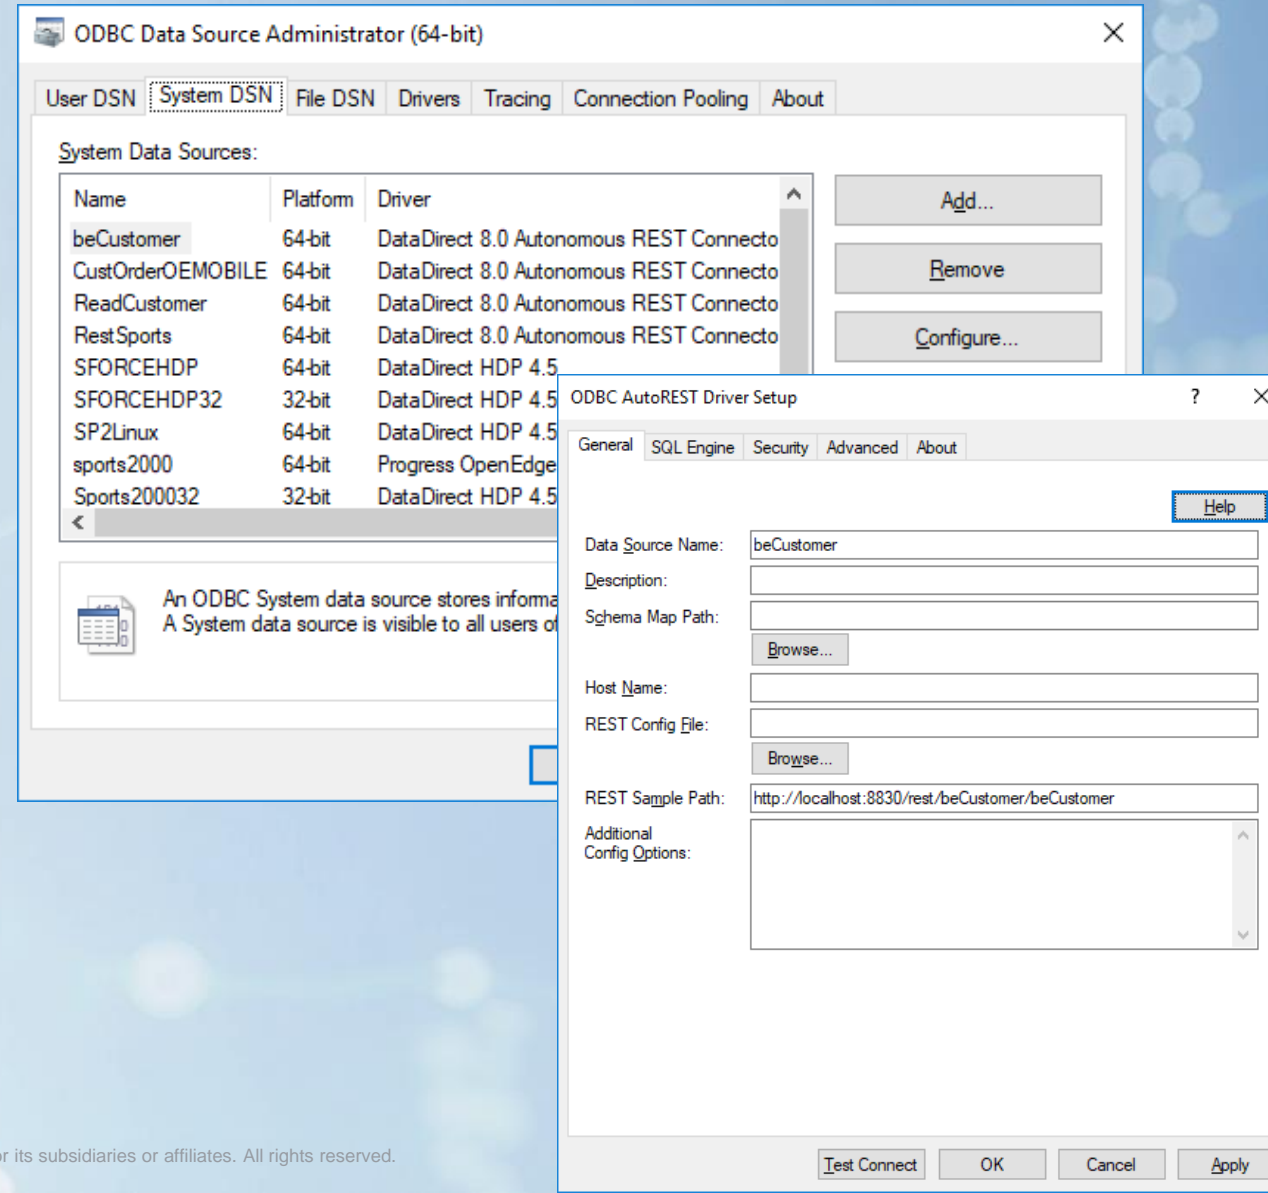 ODBC Data Source Administrator (64-bit)
User DSN System DSN File DSN Drivers Tracing Connection Pooling About
System Data Sources:
Name Platform Driver
beCustomer 64-bit DataDirect 8.0 Autonomous REST Connecto
CustOrderOEMOBILE 64-bit DataDirect 8.0 Autonomous REST Connecto
ReadCustomer 64-bit DataDirect 8.0 Autonomous REST Connecto
RestSports 64-bit DataDirect 8.0 Autonomous REST Connecto
SFORCEHDP 64-bit DataDirect HDP 4.5
SFORCEHDP32 32-bit DataDirect HDP 4.5
SP2Linux 64-bit DataDirect HDP 4.5
sports2000 64-bit Progress OpenEdge
Sports200032 32-bit DataDirect HDP 4.5
Add...
Remove
Configure...
An ODBC System data source stores informa
A System data source is visible to all users of
ODBC AutoREST Driver Setup ?
General SQL Engine Security Advanced About
Help
Data Source Name: beCustomer
Description:
Schema Map Path:
Browse...
Host Name:
REST Config File:
Browse...
REST Sample Path: http://localhost:8830/rest/beCustomer/beCustomer
Additional
Config Options:
Test Connect OK Cancel Apply
or its subsidiaries or affiliates. All rights reserved.